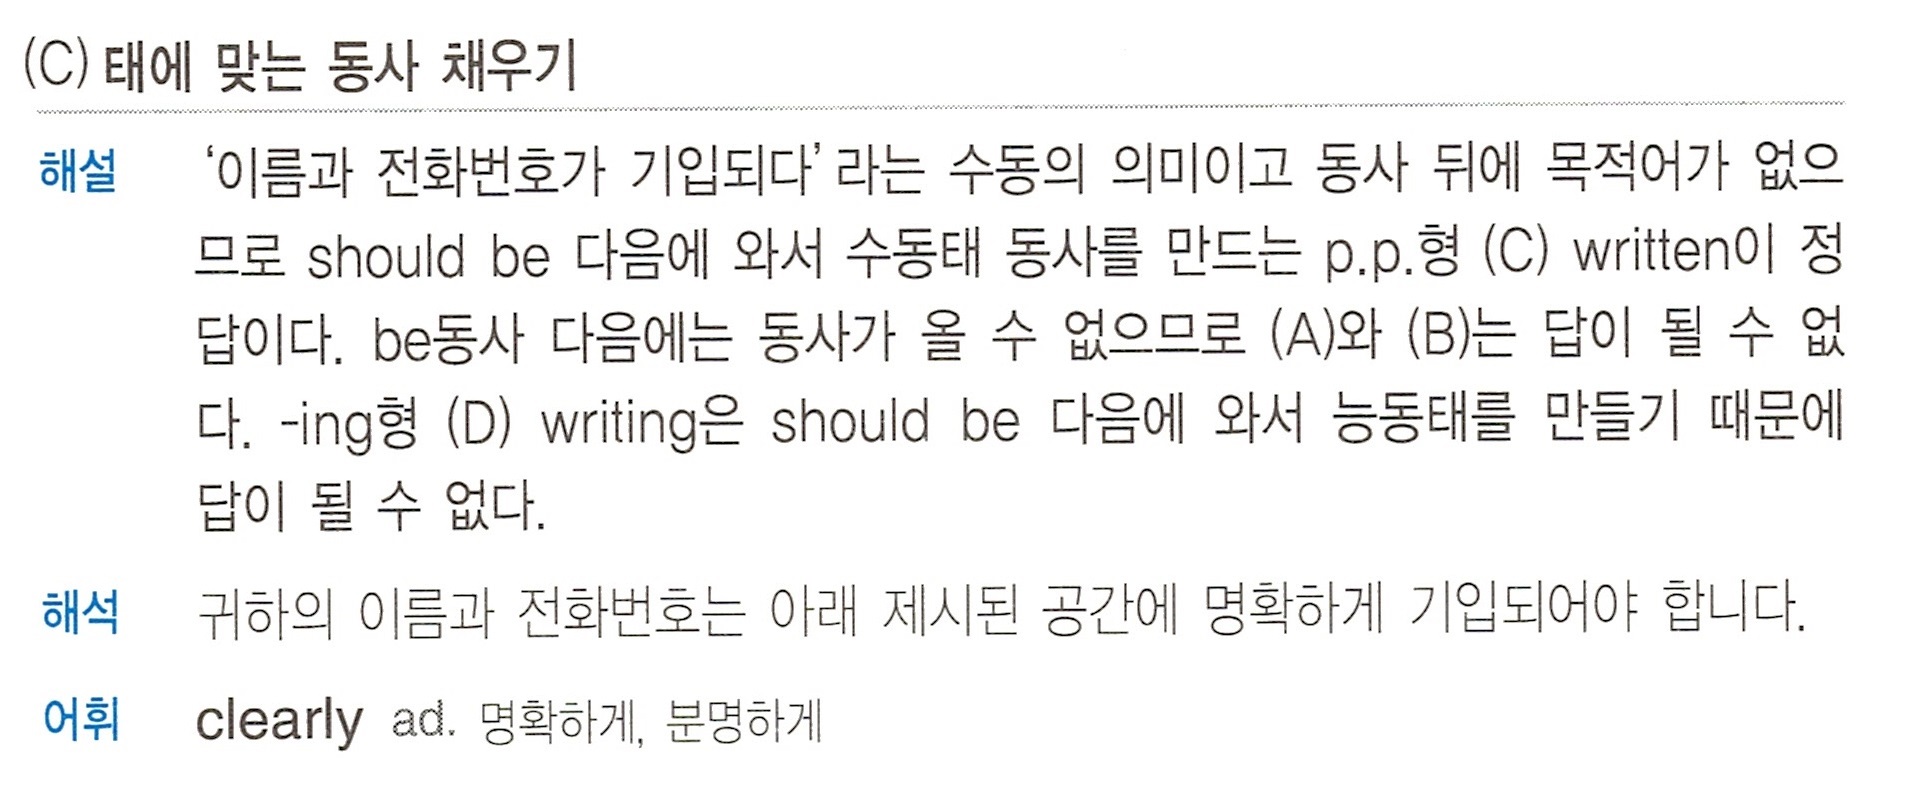 (C) 태에 맞는 동사 채우기
해설 '이름과 전화번호가 기입되다'라는 수동의 의미이고 동사 뒤에 목적어가 없으
므로 should be 다음에 와서 수동태 동사를 만드는 p.p.형 (C) written이 정
답이다. be동사 다음에는 동사가 올 수 없으므로 (A)와 (B)는 답이 될 수 없
다. -ing형 (D) writing은 should be 다음에 와서 능동태를 만들기 때문에
답이 될 수 없다.
해석 귀하의 이름과 전화번호는 아래 제시된 공간에 명확하게 기입되어야 합니다.
어휘 clearly ad. 명확하게, 분명하게